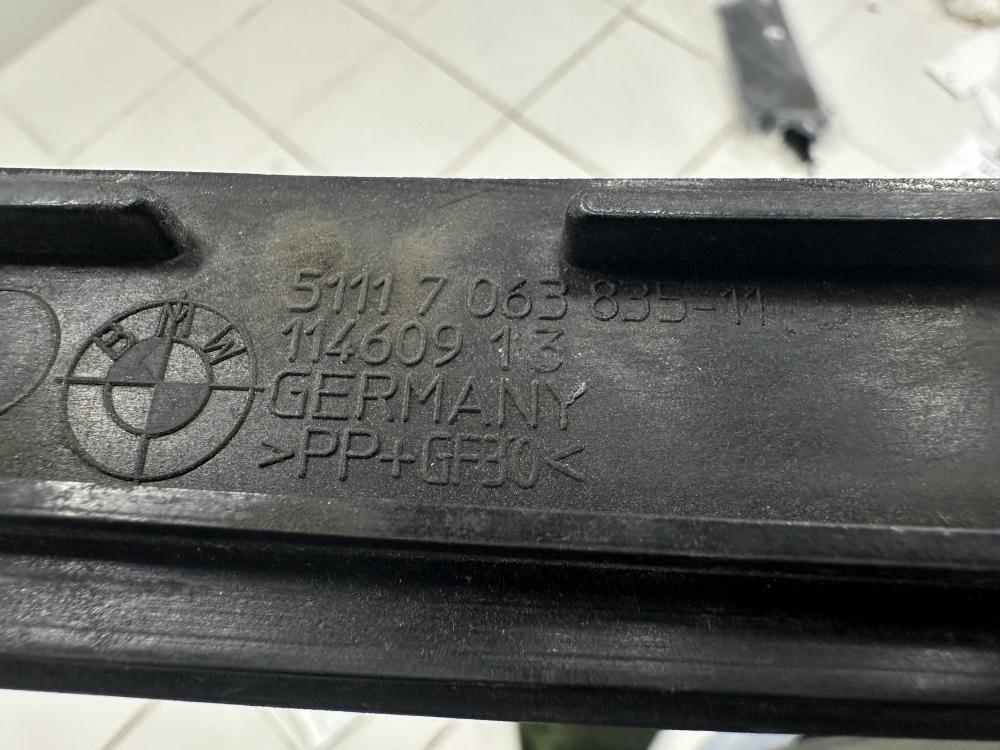 BMW
5111 7 063 835-11
114609 13
GERMANY
>PP+GF30<